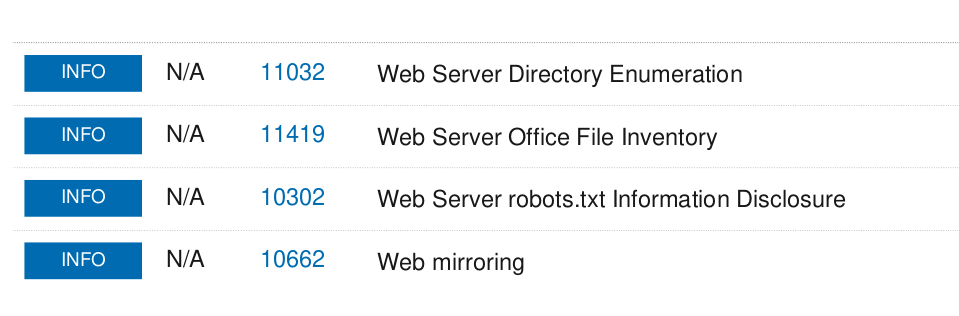 INFO N/A 11032 Web Server Directory Enumeration
INFO N/A 11419 Web Server Office File Inventory
INFO N/A 10302 Web Server robots.txt Information Disclosure
INFO N/A 10662 Web mirroring